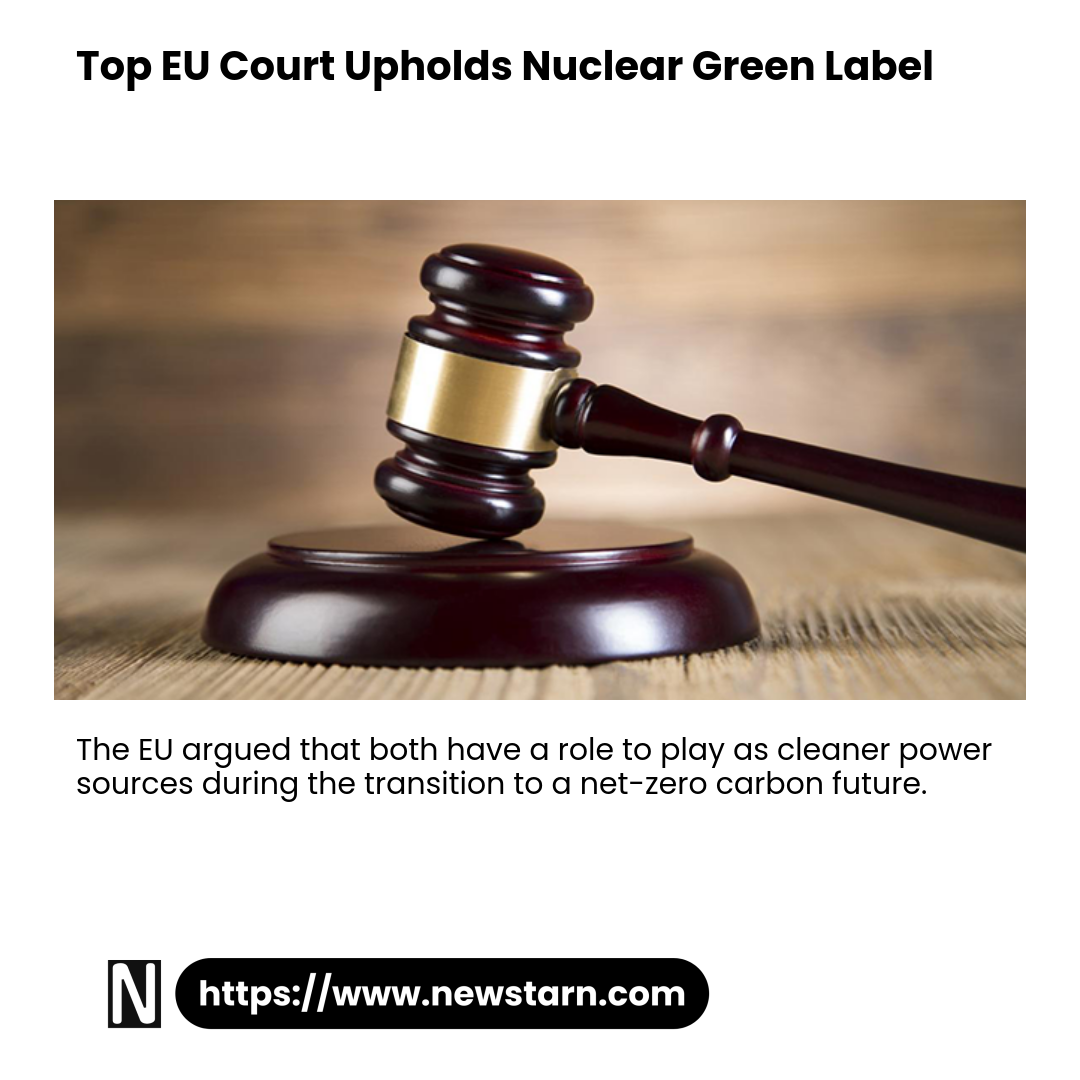 Top EU Court Upholds Nuclear Green Label
The EU argued that both have a role to play as cleaner power
sources during the transition to a net-zero carbon future.
N
https://www.newstarn.com